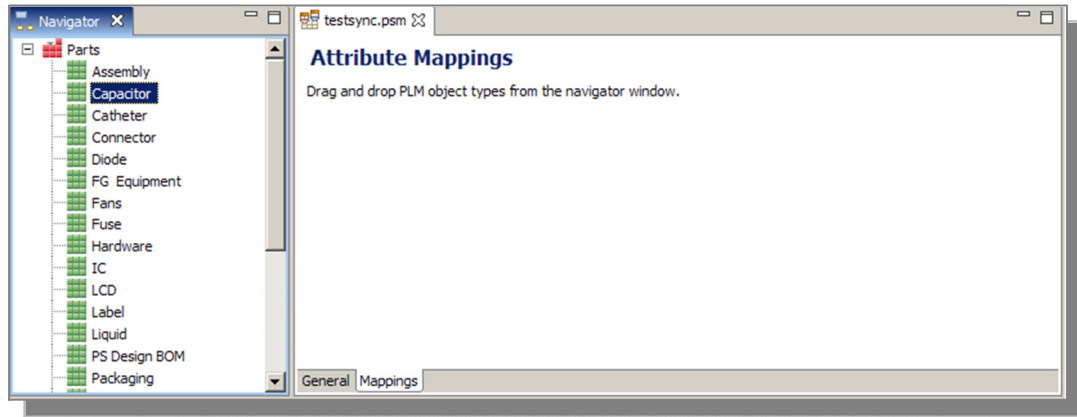 Navigator
Parts
Assembly
Capacitor
Catheter
Connector
Diode
FG Equipment
Fans
Fuse
Hardware
IC
LCD
Label
Liquid
PS Design BOM
Packaging
testsync.psm
Attribute Mappings
Drag and drop PLM object types from the navigator window.
General Mappings